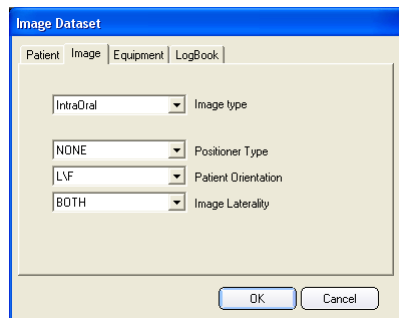 Image Dataset
Patient Image Equipment LogBook
IntraOral Image type
NONE Positioner Type
L\F Patient Orientation
BOTH Image Laterality
OK Cancel